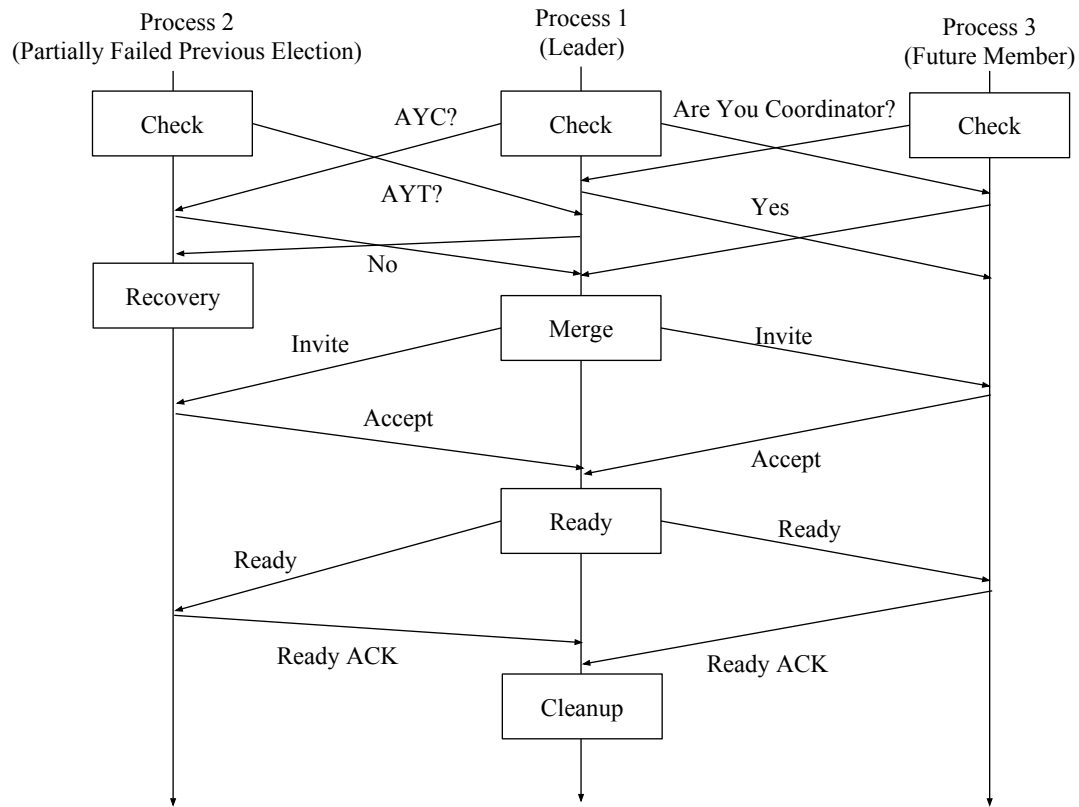 Process 2
(Partially Failed Previous Election)
Process 1
(Leader)
Process 3
(Future Member)
Check
AYC?
Check
Are You Coordinator?
Check
AYT?
Yes
No
Recovery
Merge
Invite
Invite
Accept
Accept
Ready
Ready
Ready
Ready ACK
Ready ACK
Cleanup